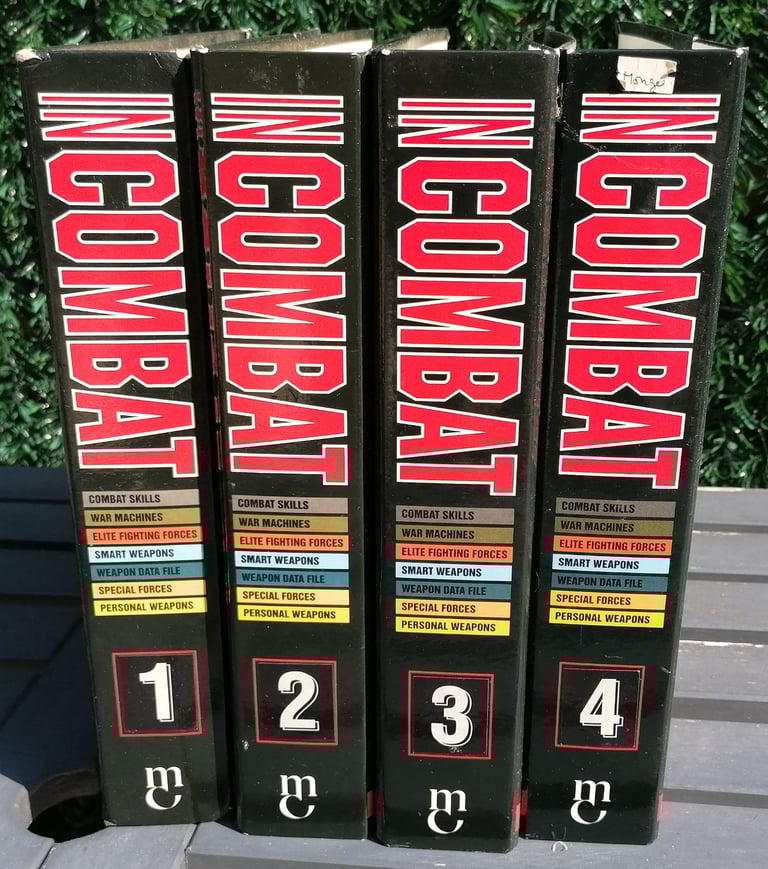 IN COMBAT
COMBAT SKILLS
WAR MACHINES
ELITE FIGHTING FORCES
SMART WEAPONS
WEAPON DATA FILE
SPECIAL FORCES
PERSONAL WEAPONS
1
mc
IN COMBAT
COMBAT SKILLS
WAR MACHINES
ELITE FIGHTING FORCES
SMART WEAPONS
WEAPON DATA FILE
SPECIAL FORCES
PERSONAL WEAPONS
2
mc
IN COMBAT
COMBAT SKILLS
WAR MACHINES
ELITE FIGHTING FORCES
SMART WEAPONS
WEAPON DATA FILE
SPECIAL FORCES
PERSONAL WEAPONS
3
mc
IN COMBAT
COMBAT SKILLS
WAR MACHINES
ELITE FIGHTING FORCES
SMART WEAPONS
WEAPON DATA FILE
SPECIAL FORCES
PERSONAL WEAPONS
4
mc